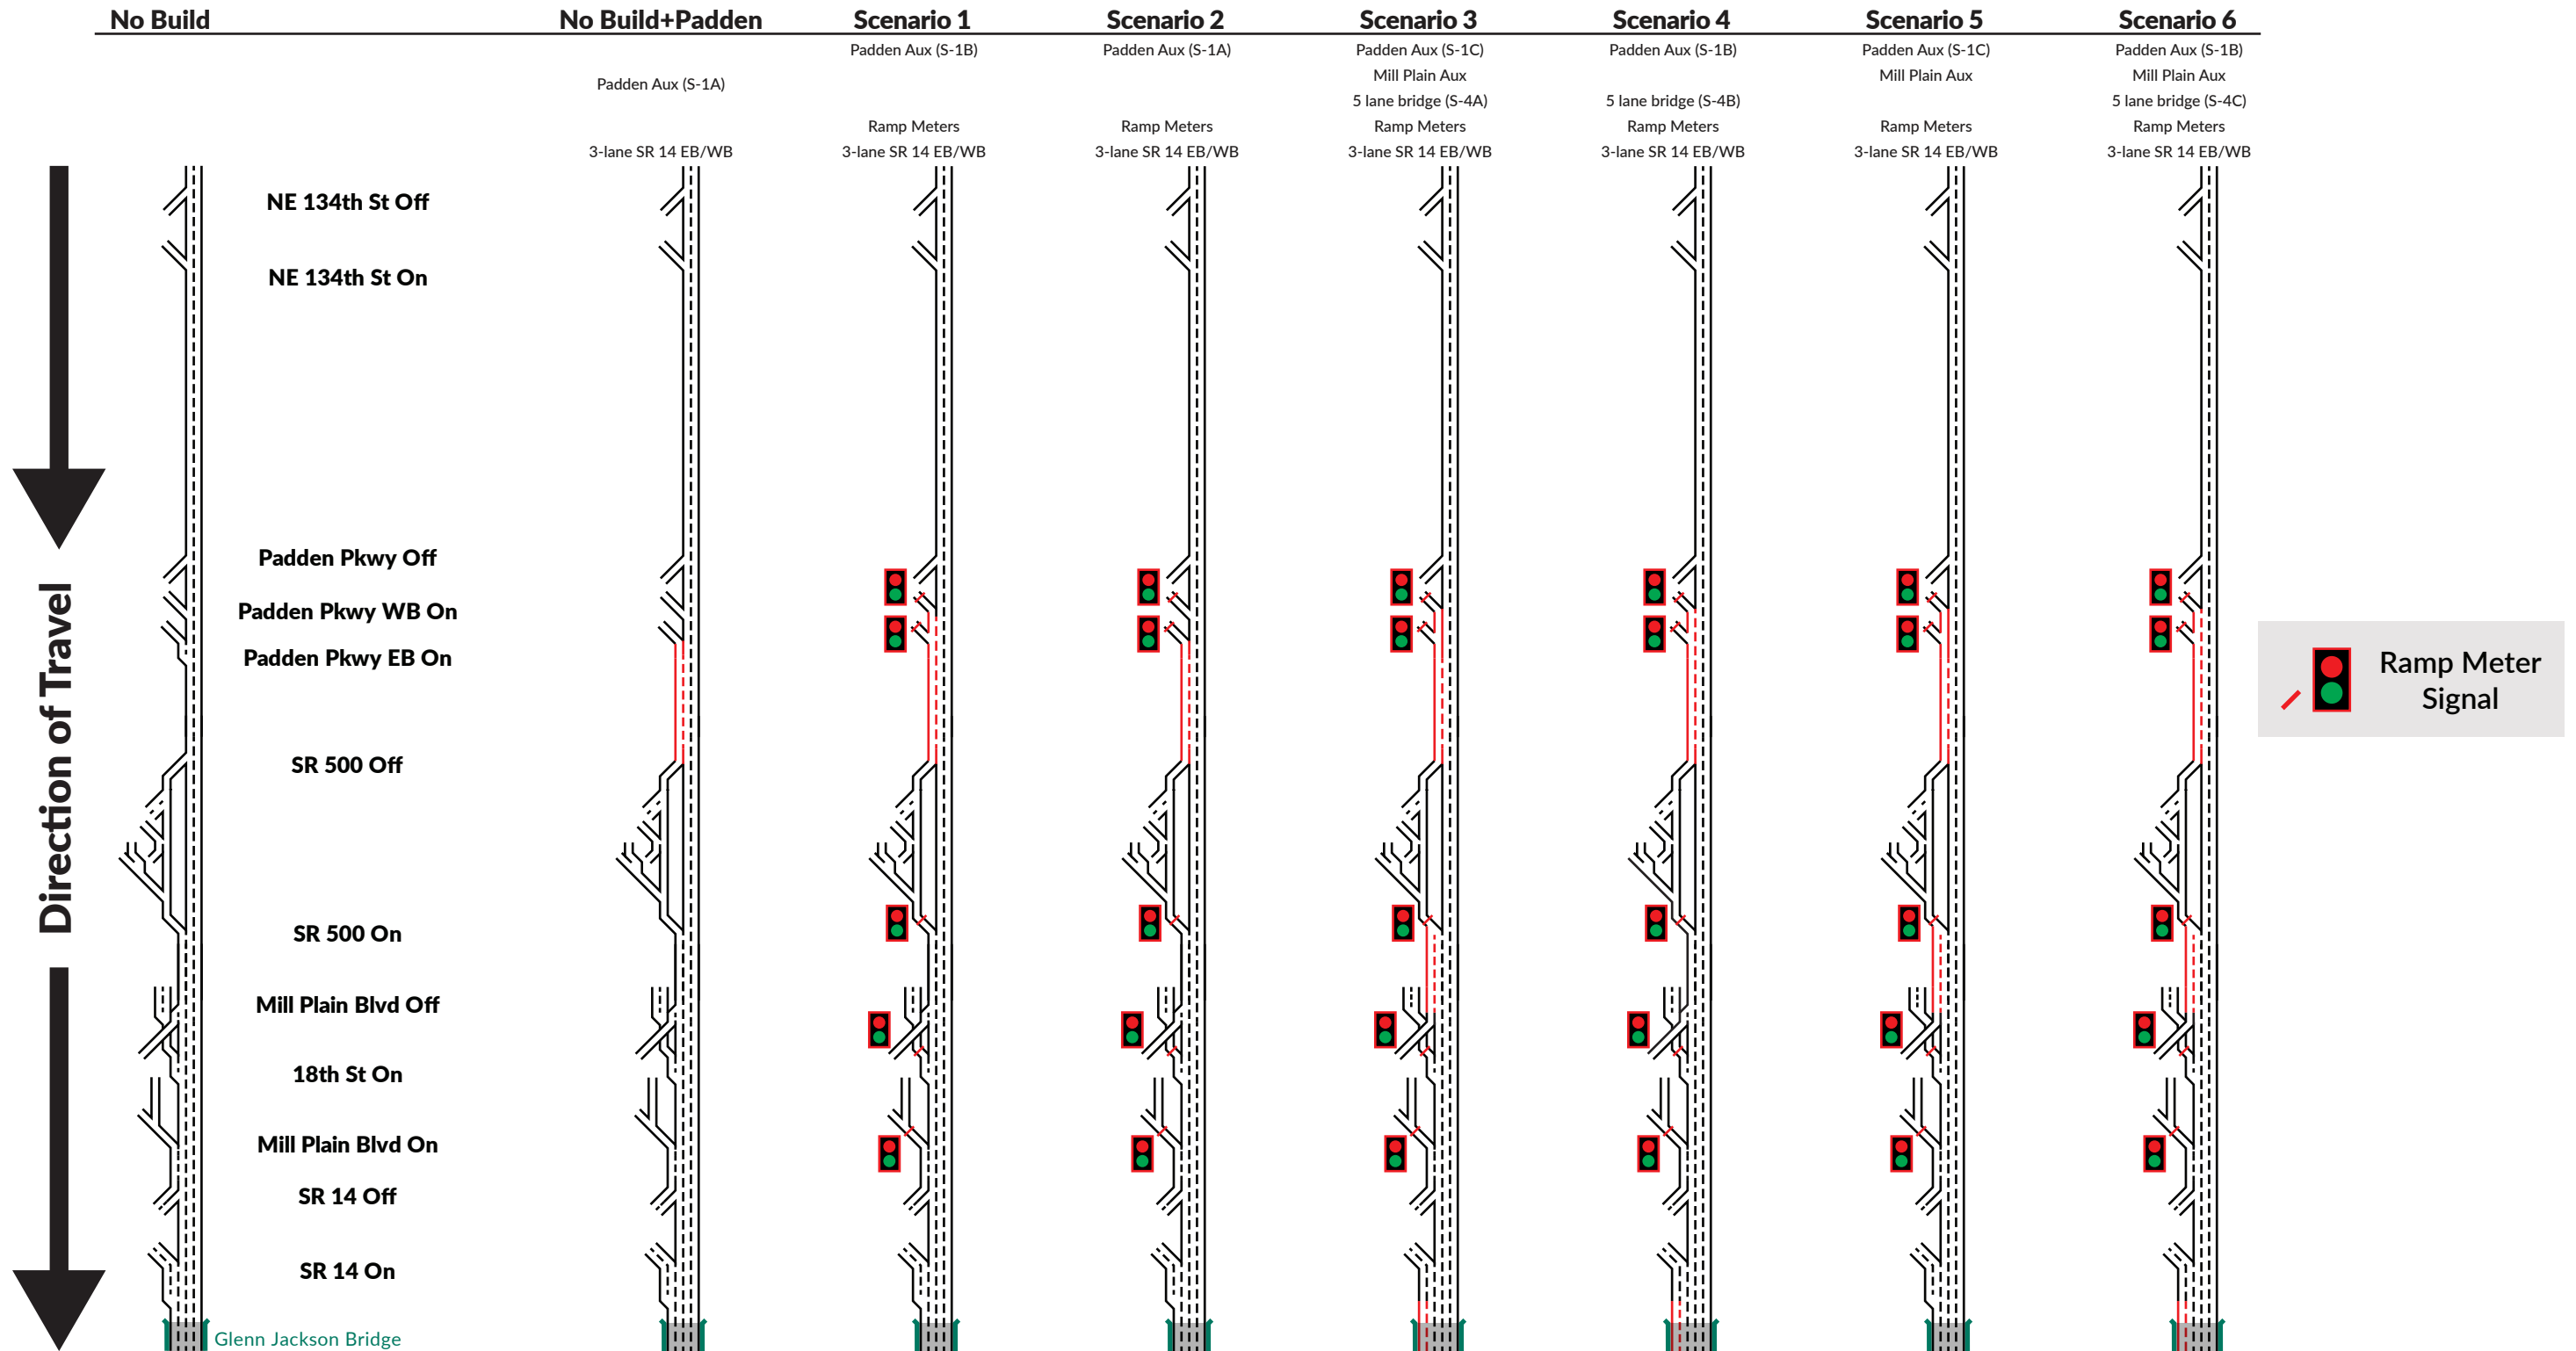 No Build
No Build+Padden
Scenario 1
Scenario 2
Scenario 3
Scenario 4
Scenario 5
Scenario 6
Padden Aux (S-1A)
3-lane SR 14 EB/WB
Padden Aux (S-1B)
Ramp Meters
3-lane SR 14 EB/WB
Padden Aux (S-1A)
Ramp Meters
3-lane SR 14 EB/WB
Padden Aux (S-1C)
Mill Plain Aux
5 lane bridge (S-4A)
Ramp Meters
3-lane SR 14 EB/WB
Padden Aux (S-1B)
5 lane bridge (S-4B)
Ramp Meters
3-lane SR 14 EB/WB
Padden Aux (S-1C)
Mill Plain Aux
Ramp Meters
3-lane SR 14 EB/WB
Padden Aux (S-1B)
Mill Plain Aux
5 lane bridge (S-4C)
Ramp Meters
3-lane SR 14 EB/WB
Direction of Travel
NE 134th St Off
NE 134th St On
Padden Pkwy Off
Padden Pkwy WB On
Padden Pkwy EB On
SR 500 Off
SR 500 On
Mill Plain Blvd Off
18th St On
Mill Plain Blvd On
SR 14 Off
SR 14 On
Glenn Jackson Bridge
Ramp Meter
Signal